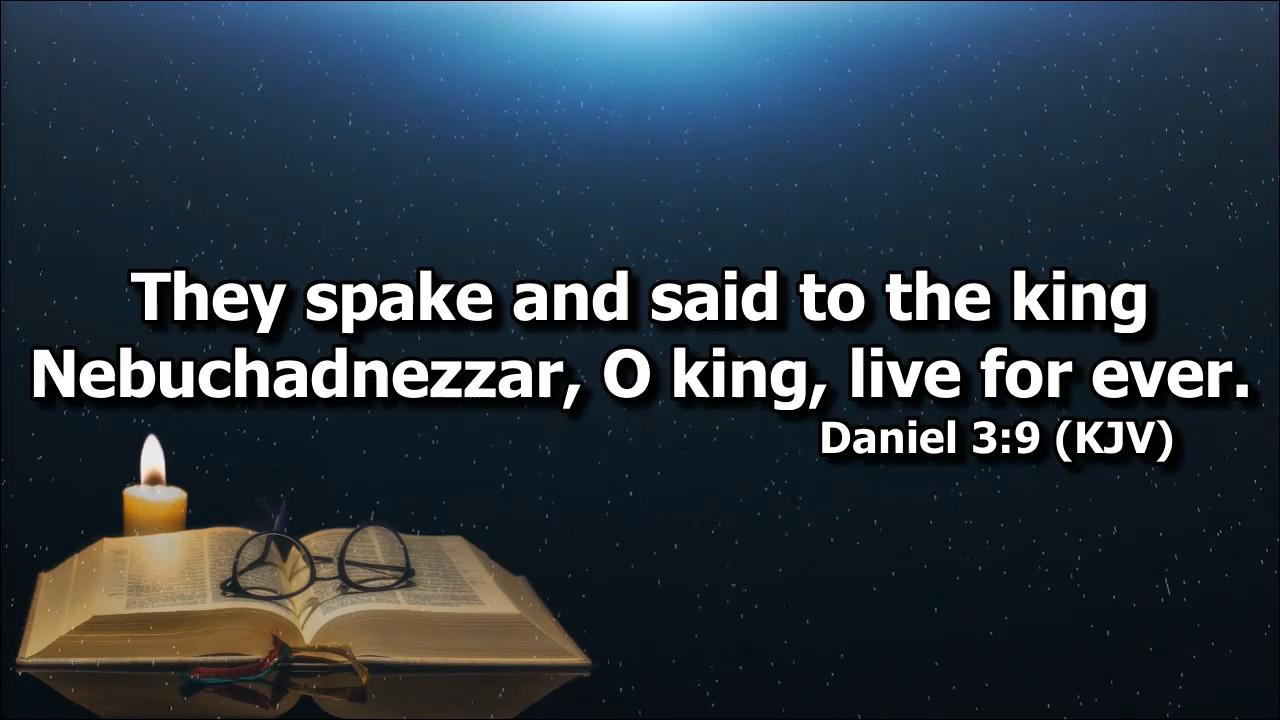 They spake and said to the king
Nebuchadnezzar, O king, live for ever.
Daniel 3:9 (KJV)